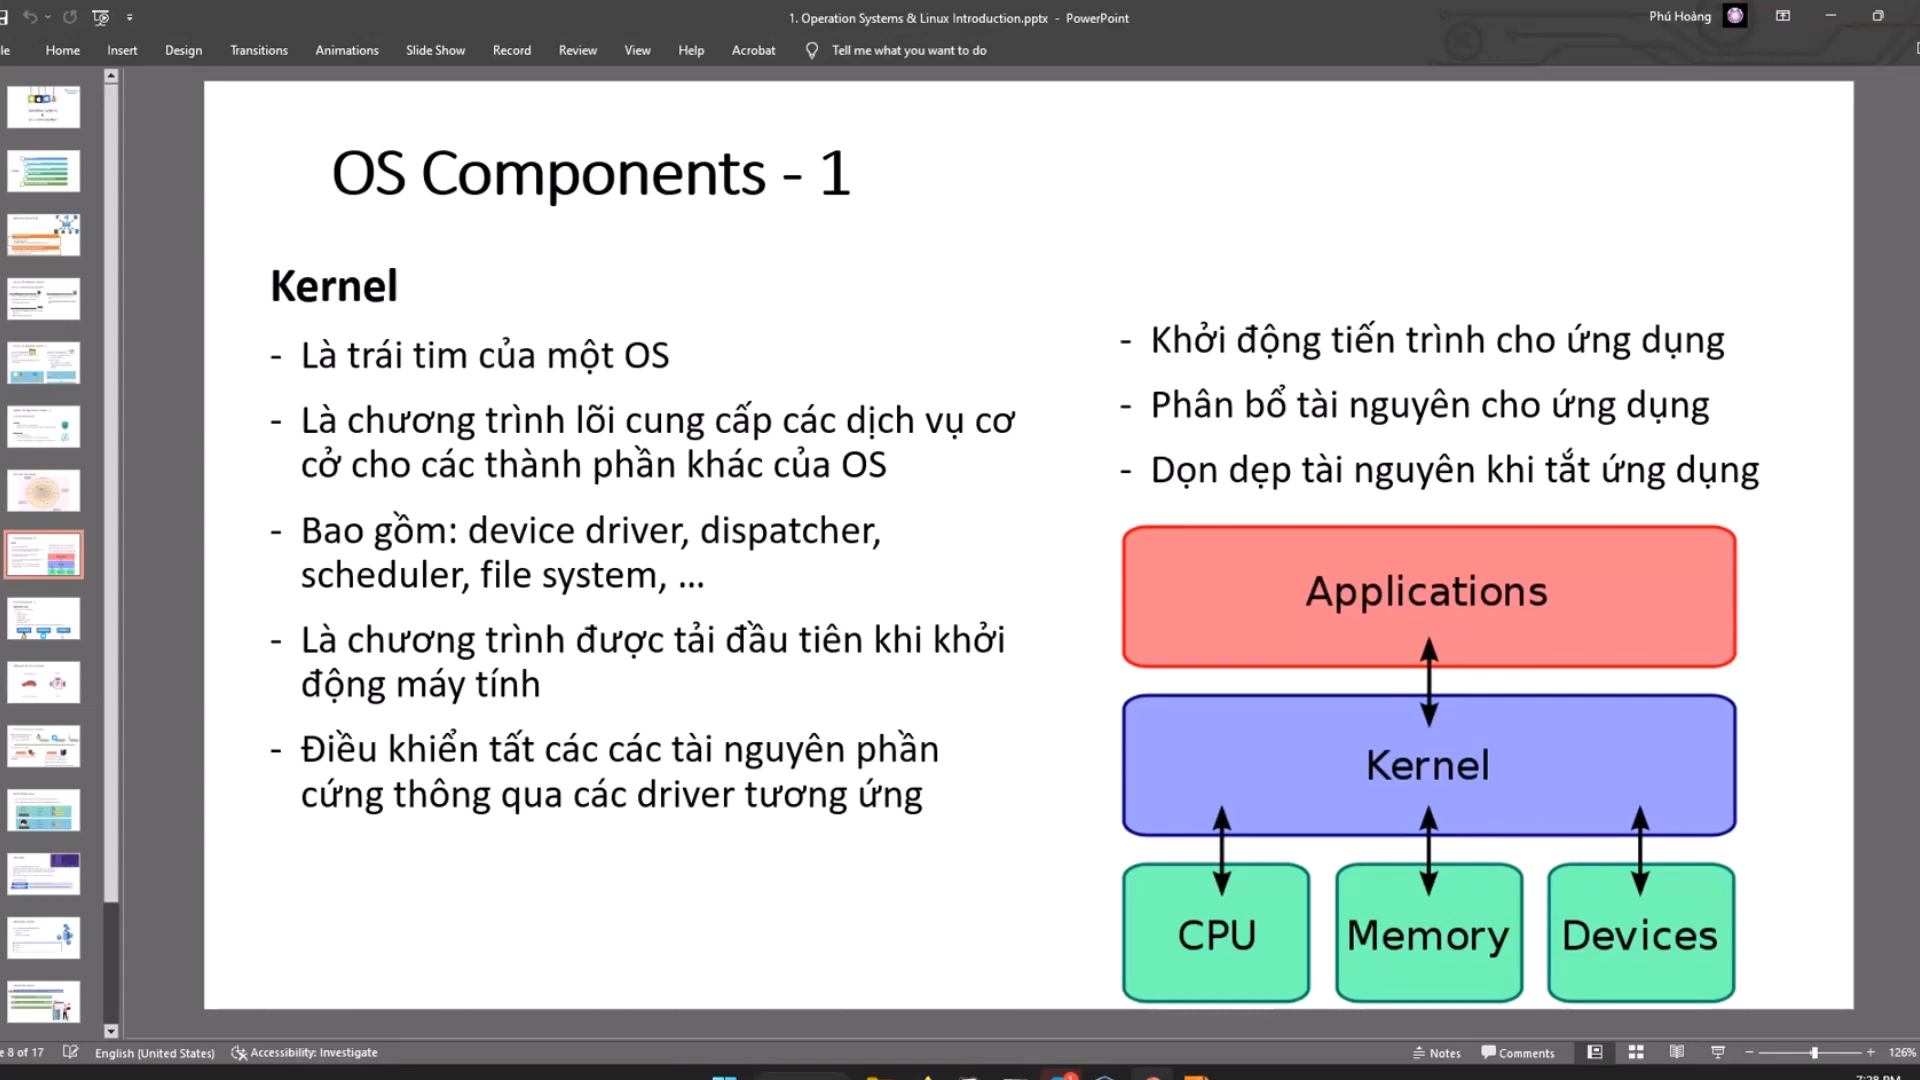 1. Operation Systems & Linux Introduction.pptx - PowerPoint
Phú Hoàng
Home Insert Design Transitions Animations Slide Show Record Review View Help Acrobat Tell me what you want to do
OS Components - 1
Kernel
- Là trái tim của một OS
- Là chương trình lõi cung cấp các dịch vụ cơ
cở cho các thành phần khác của OS
- Bao gồm: device driver, dispatcher,
scheduler, file system, ...
- Là chương trình được tải đầu tiên khi khởi
động máy tính
- Điều khiển tất các các tài nguyên phần
cứng thông qua các driver tương ứng
- Khởi động tiến trình cho ứng dụng
- Phân bổ tài nguyên cho ứng dụng
- Dọn dẹp tài nguyên khi tắt ứng dụng
Applications
Kernel
CPU Memory Devices
8 of 17 English (United States) Accessibility: Investigate Notes Comments 126%